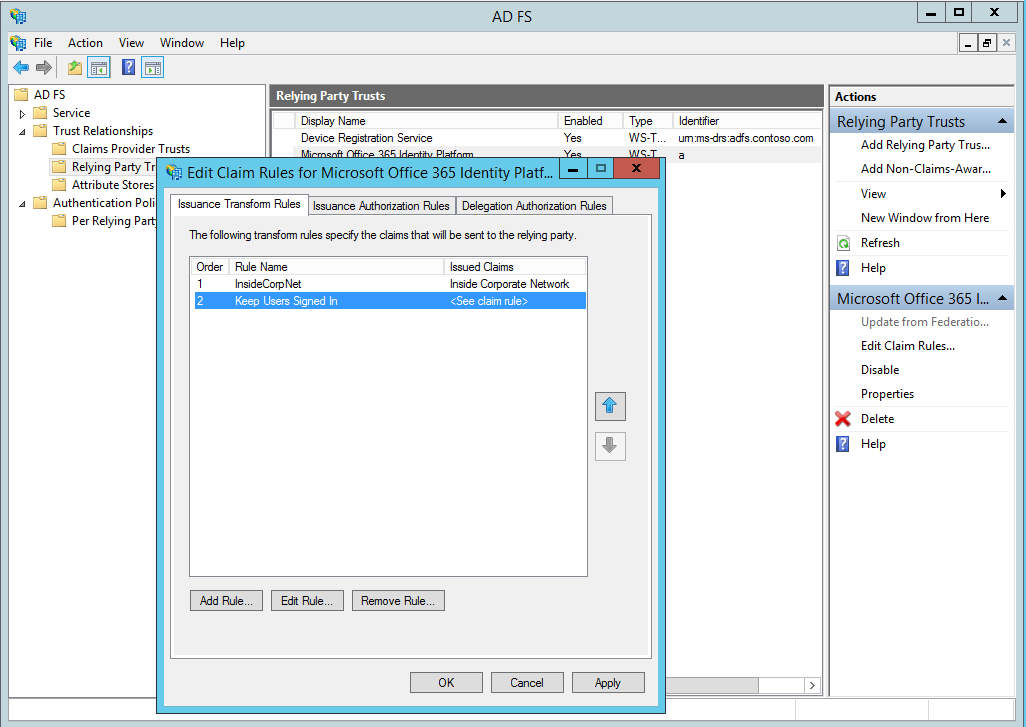 AD FS
File Action View Window Help
AD FS
Service
Trust Relationships
Claims Provider Trusts
Relying Party Tr
Attribute Stores
Authentication Poli
Per Relying Party
Relying Party Trusts
Display Name Enabled Type Identifier
Device Registration Service Yes WS-T... urn:ms-drs:adfs.contoso.com
Microsoft Office 365 Identity Platform Yes WS-T... a
Edit Claim Rules for Microsoft Office 365 Identity Platf...
Issuance Transform Rules Issuance Authorization Rules Delegation Authorization Rules
The following transform rules specify the claims that will be sent to the relying party.
Order Rule Name Issued Claims
1 InsideCorpNet Inside Corporate Network
2 Keep Users Signed In <See claim rule>
Add Rule... Edit Rule... Remove Rule...
OK Cancel Apply
Actions
Relying Party Trusts
Add Relying Party Trus...
Add Non-Claims-Awar...
View
New Window from Here
Refresh
Help
Microsoft Office 365 I...
Update from Federatio...
Edit Claim Rules...
Disable
Properties
Delete
Help